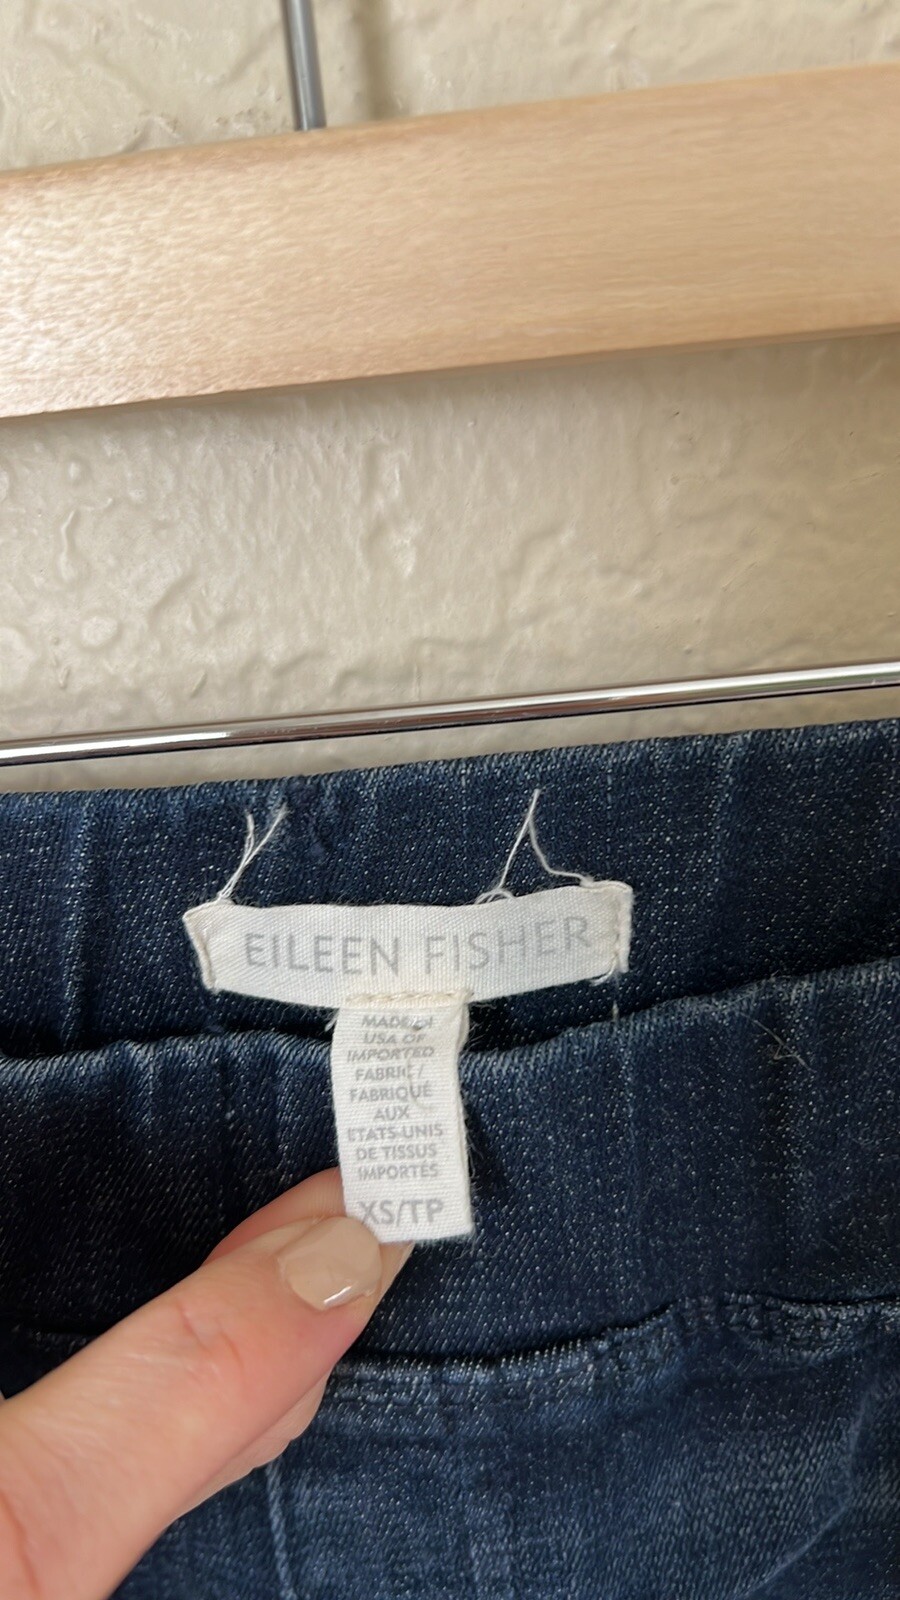 EILEEN FISHER
MADE IN
USA OF
IMPORTED
FABRIC /
FABRIQUÉ
AUX
ÉTATS-UNIS
DE TISSUS
IMPORTÉS
XS/TP